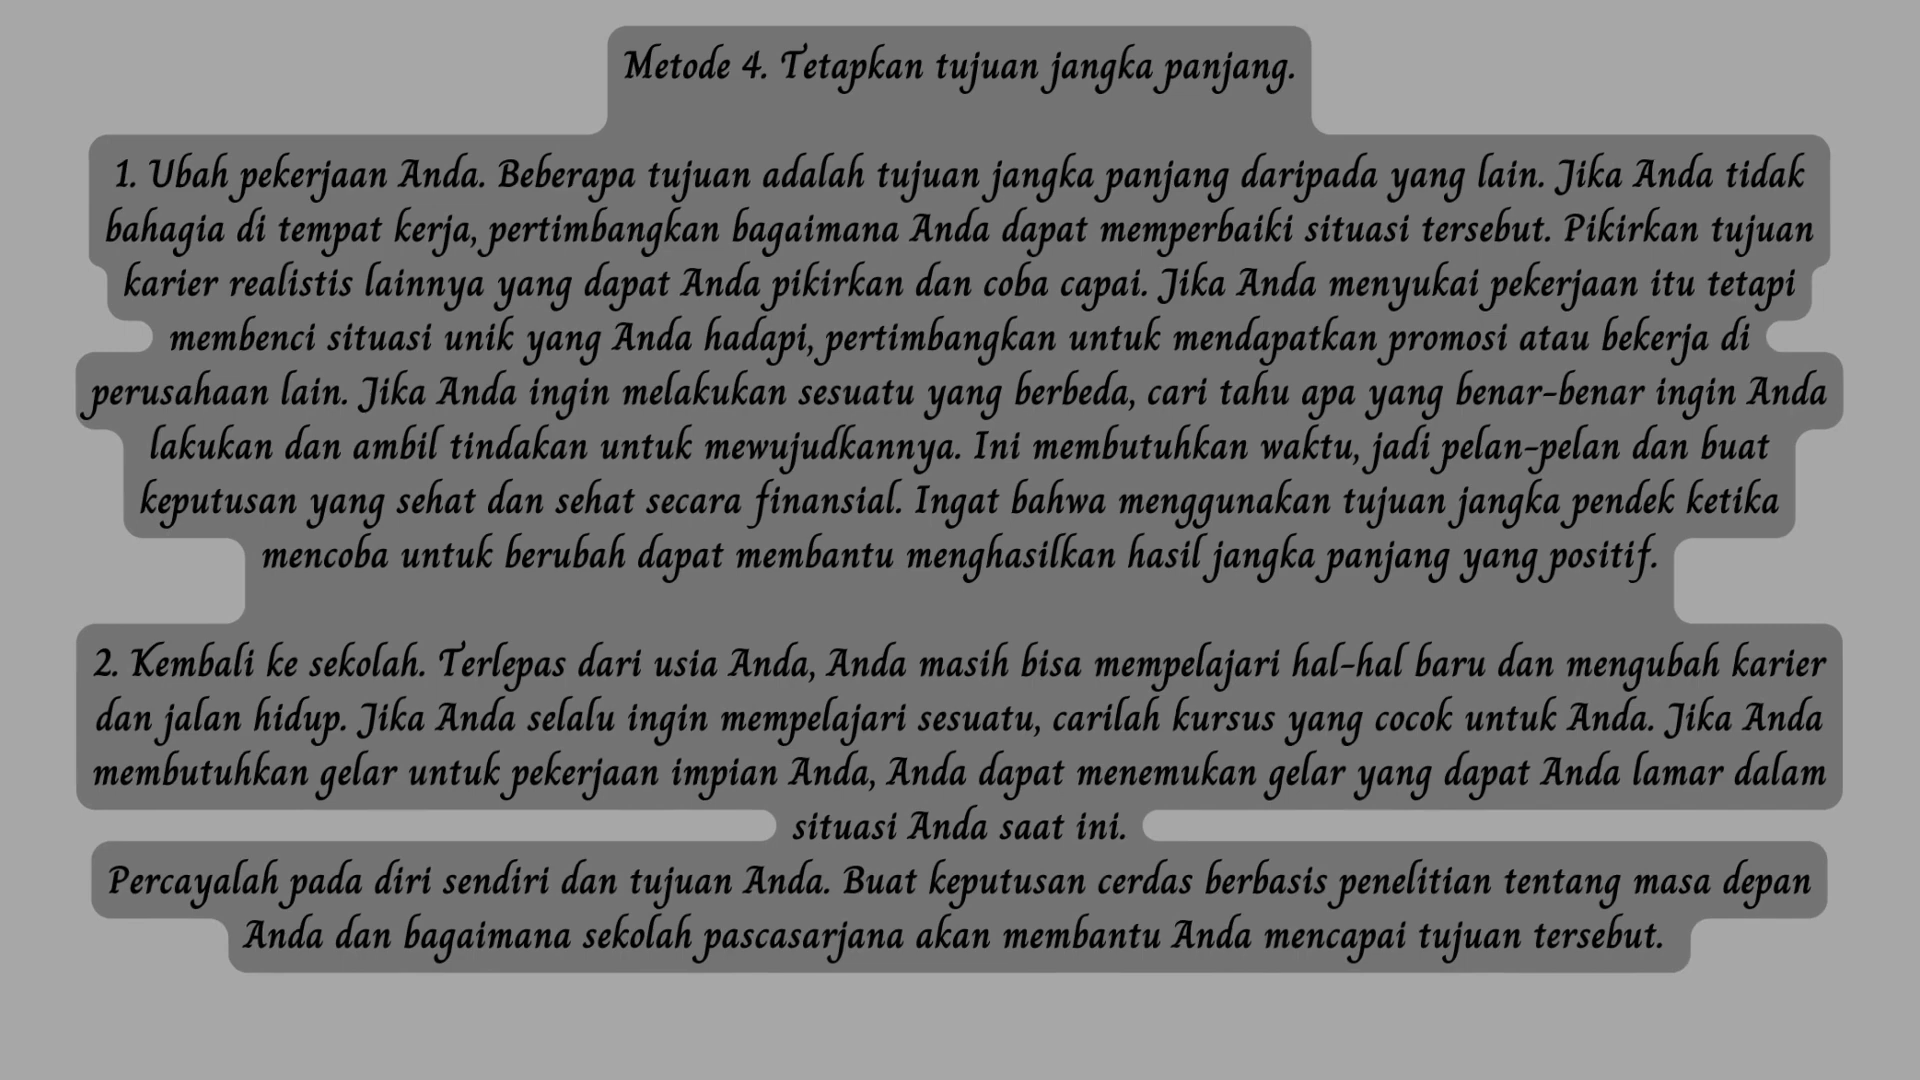 Metode 4. Tetapkan tujuan jangka panjang.
1. Ubah pekerjaan Anda. Beberapa tujuan adalah tujuan jangka panjang daripada yang lain. Jika Anda tidak
bahagia di tempat kerja, pertimbangkan bagaimana Anda dapat memperbaiki situasi tersebut. Pikirkan tujuan
karier realistis lainnya yang dapat Anda pikirkan dan coba capai. Jika Anda menyukai pekerjaan itu tetapi
membenci situasi unik yang Anda hadapi, pertimbangkan untuk mendapatkan promosi atau bekerja di
perusahaan lain. Jika Anda ingin melakukan sesuatu yang berbeda, cari tahu apa yang benar-benar ingin Anda
lakukan dan ambil tindakan untuk mewujudkannya. Ini membutuhkan waktu, jadi pelan-pelan dan buat
keputusan yang sehat dan sehat secara finansial. Ingat bahwa menggunakan tujuan jangka pendek ketika
mencoba untuk berubah dapat membantu menghasilkan hasil jangka panjang yang positif.
2. Kembali ke sekolah. Terlepas dari usia Anda, Anda masih bisa mempelajari hal-hal baru dan mengubah karier
dan jalan hidup. Jika Anda selalu ingin mempelajari sesuatu, carilah kursus yang cocok untuk Anda. Jika Anda
membutuhkan gelar untuk pekerjaan impian Anda, Anda dapat menemukan gelar yang dapat Anda lamar dalam
situasi Anda saat ini.
Percayalah pada diri sendiri dan tujuan Anda. Buat keputusan cerdas berbasis penelitian tentang masa depan
Anda dan bagaimana sekolah pascasarjana akan membantu Anda mencapai tujuan tersebut.